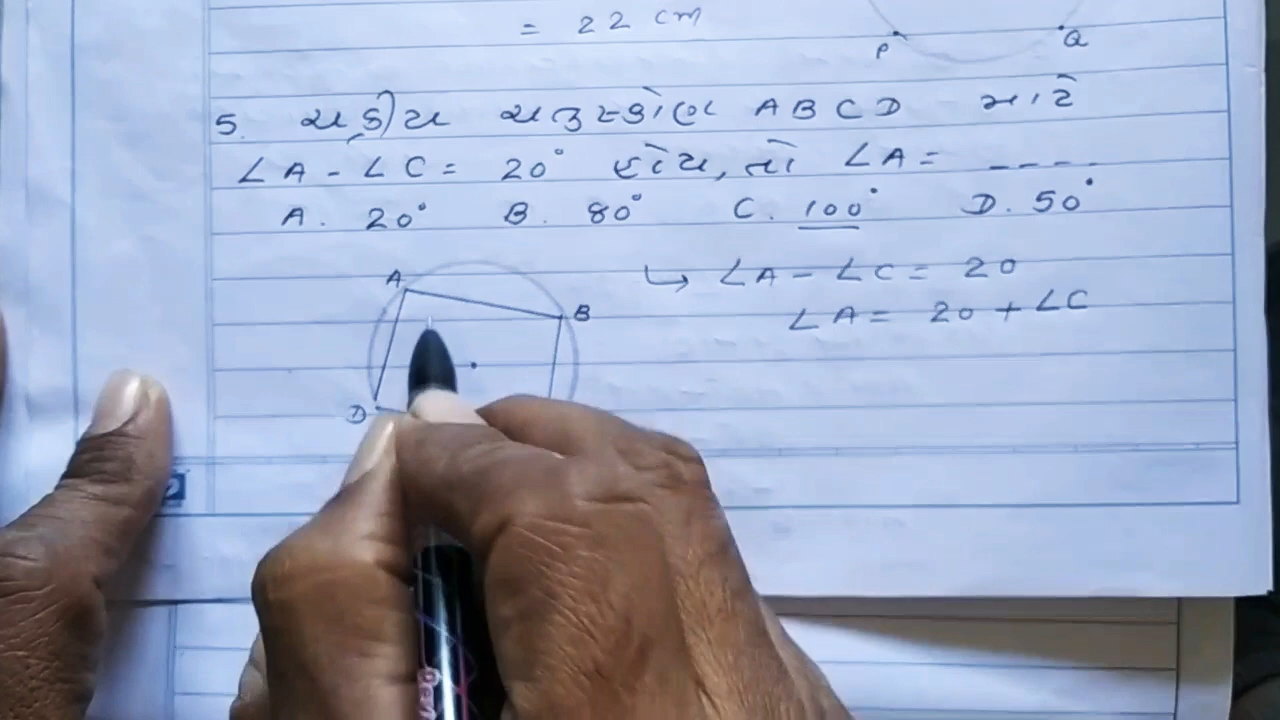 = 22 cm
P Q
5. ચક્રીય ચતુષ્કોણ ABCD માટે
∠A - ∠C = 20° હોય, તો ∠A = ----
A. 20° B. 80° C. 100° D. 50°
A ↳ ∠A - ∠C = 20
B ∠A = 20 + ∠C
D